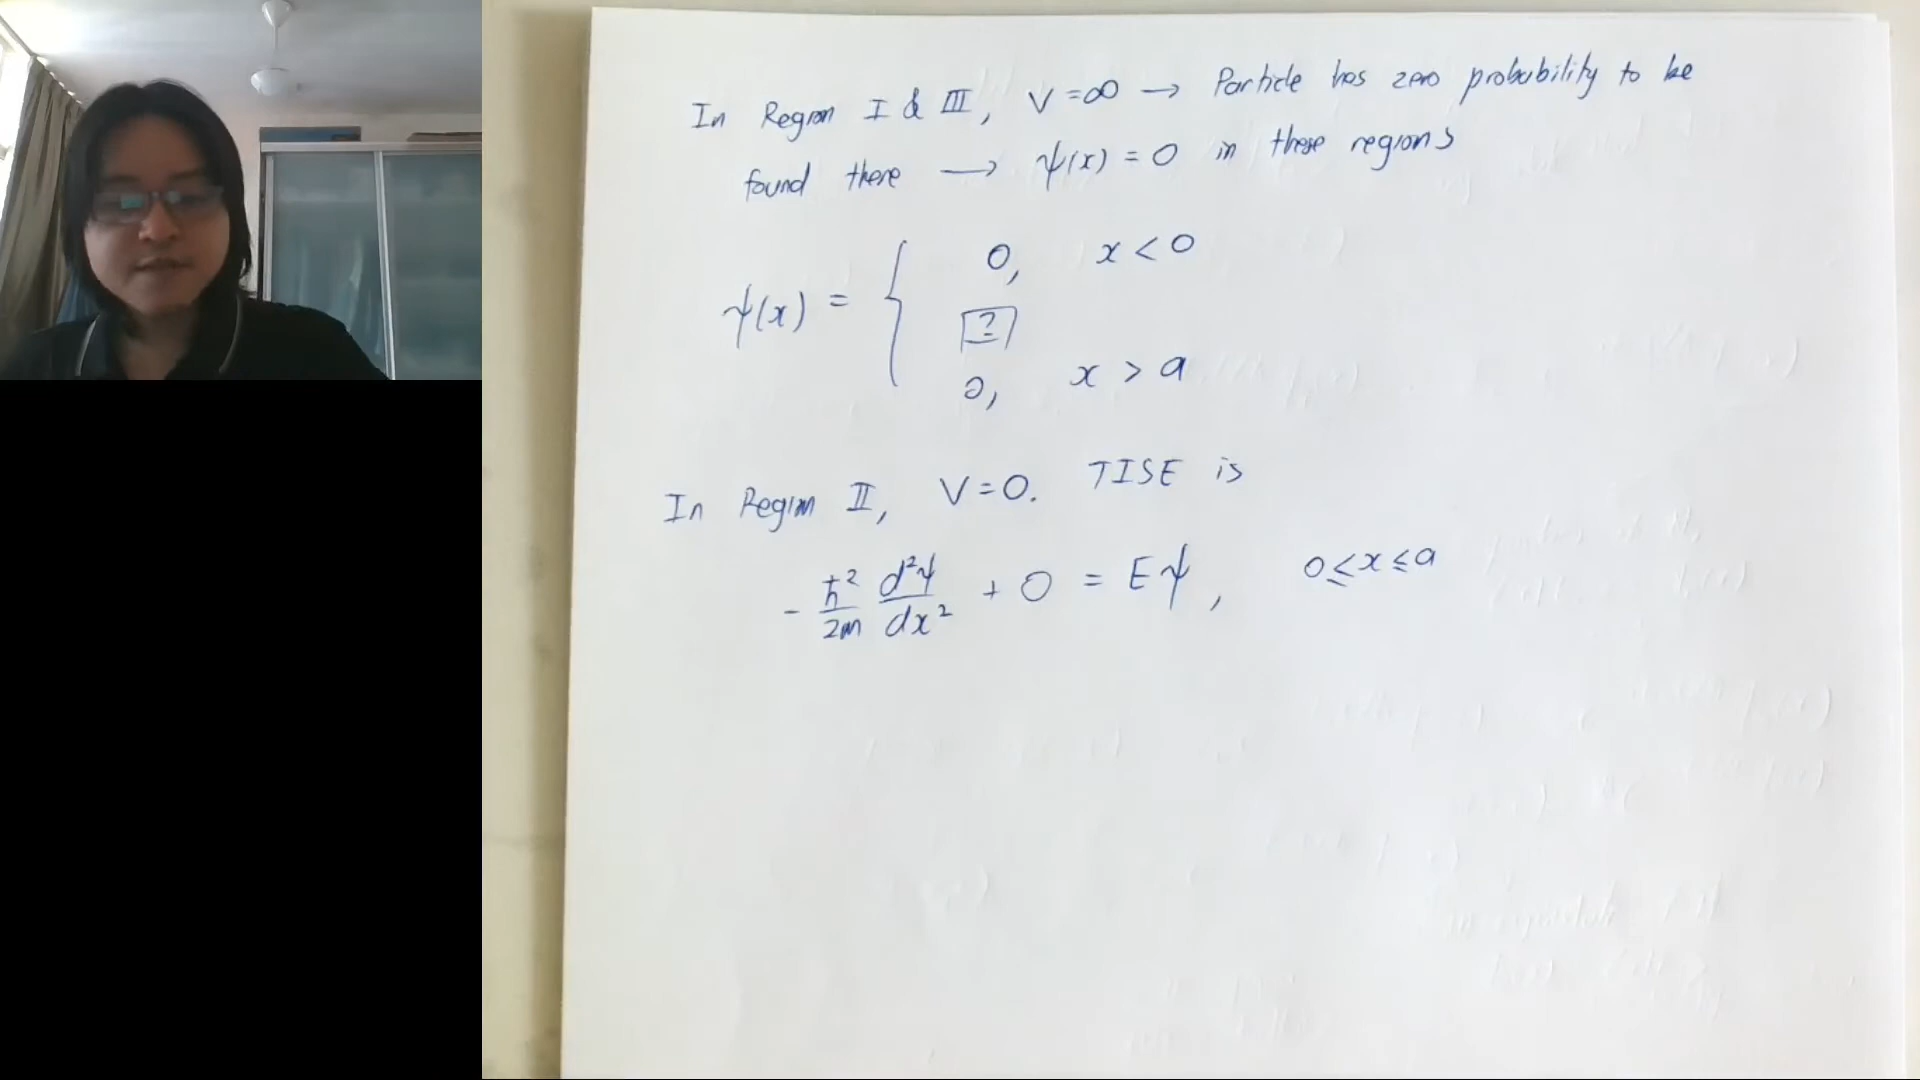 In Region I & III, V = ∞ → Particle has zero probability to be
found there → ψ(x) = 0 in these regions
ψ(x) = { 0, x < 0
?
0, x > a
In Region II, V = 0. TISE is
- ħ²/2m d²ψ/dx² + 0 = Eψ, 0 ≤ x ≤ a